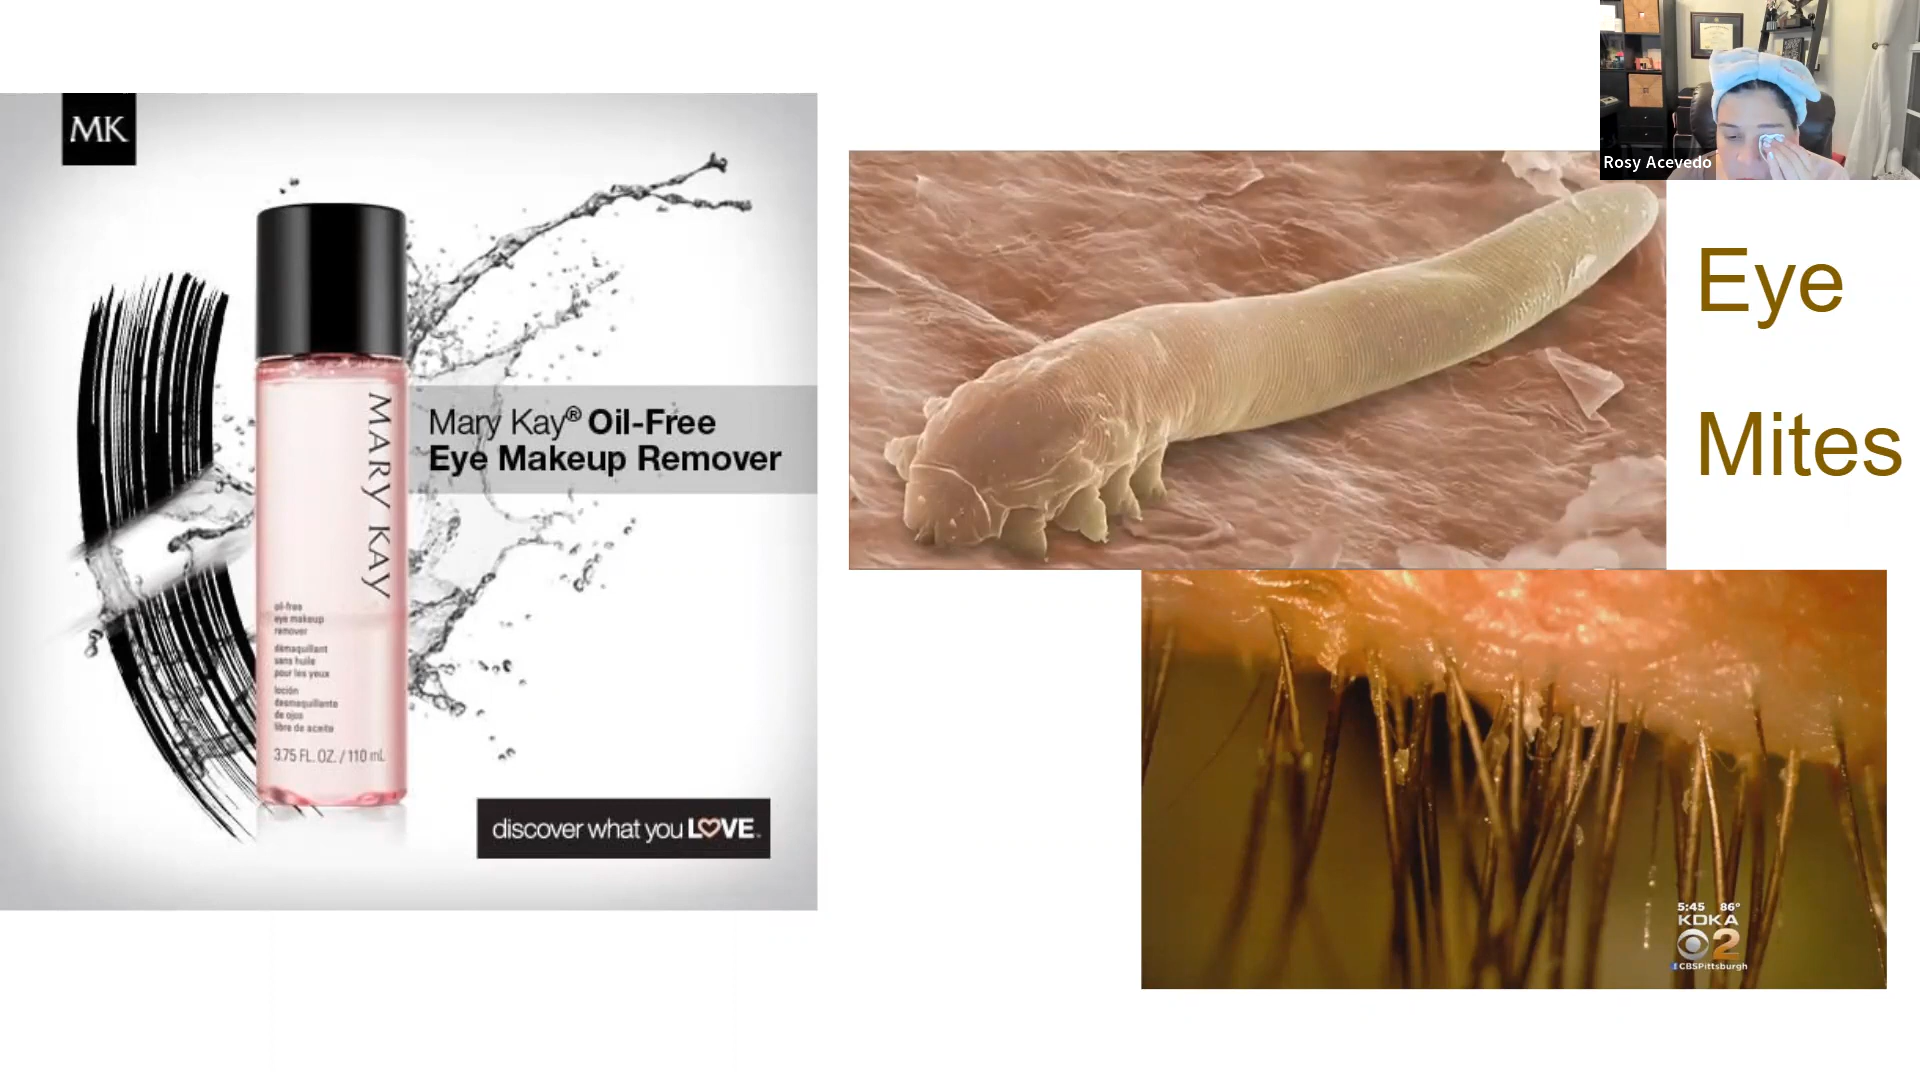 MK
Mary Kay® Oil-Free
Eye Makeup Remover
MARY KAY
oil-free
eye makeup
remover
démaquillant
sans huile
pour les yeux
loción
desmaquillante
de ojos
libre de aceite
3.75 FL. OZ. / 110 mL
discover what you LOVE.
Rosy Acevedo
Eye
Mites
5:45 86°
KDKA
2
CBSPittsburgh